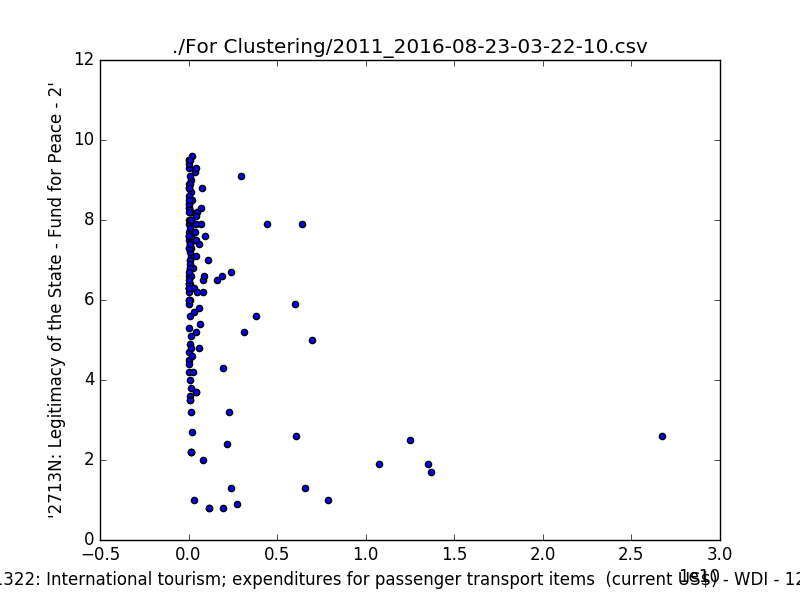 ./For Clustering/2011_2016-08-23-03-22-10.csv
'2713N: Legitimacy of the State - Fund for Peace - 2'
12
10
8
6
4
2
0
−0.5 0.0 0.5 1.0 1.5 2.0 2.5 3.0
1e10
1322: International tourism; expenditures for passenger transport items (current US$) - WDI - 12